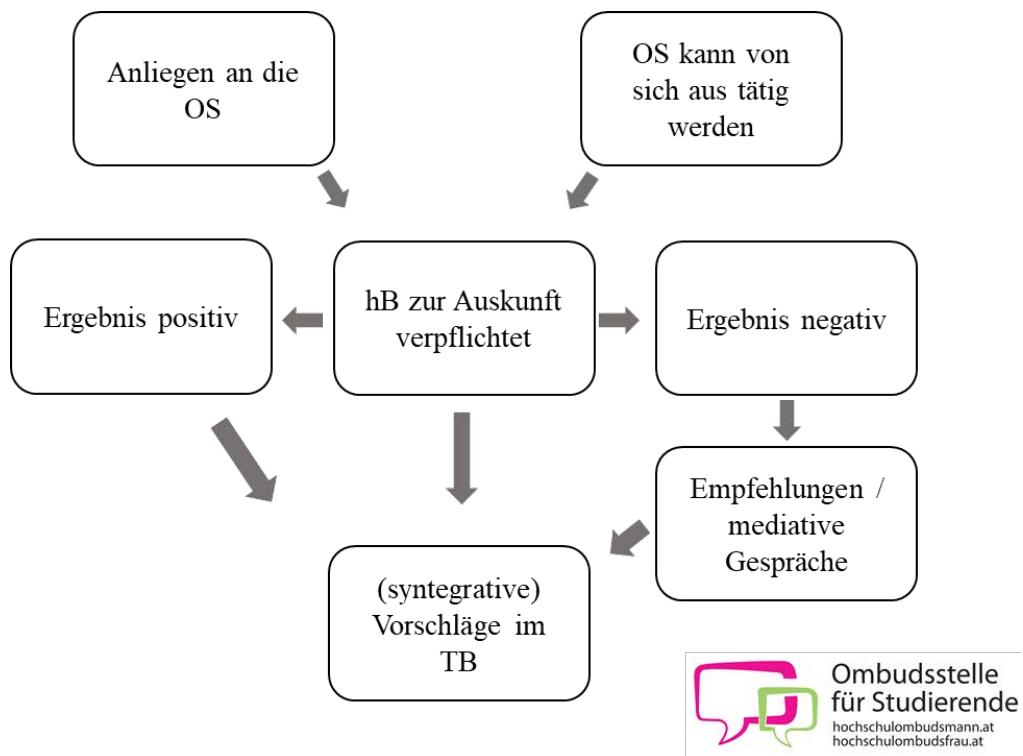 Anliegen an die
OS
OS kann von
sich aus tätig
werden
Ergebnis positiv
hB zur Auskunft
verpflichtet
Ergebnis negativ
Empfehlungen /
mediative
Gespräche
(syntegrative)
Vorschläge im
TB
Ombudsstelle
für Studierende
hochschulombudsmann.at
hochschulombudsfrau.at